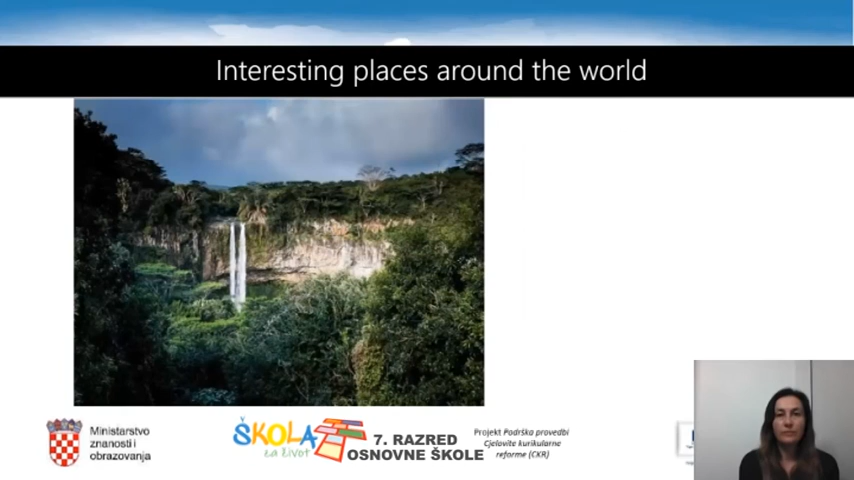 Interesting places around the world
Ministarstvo
znanosti i
obrazovanja
ŠKOLA
za život
7. RAZRED
OSNOVNE ŠKOLE
Projekt Podrška provedbi
Cjelovite kurikularne
reforme (CKR)